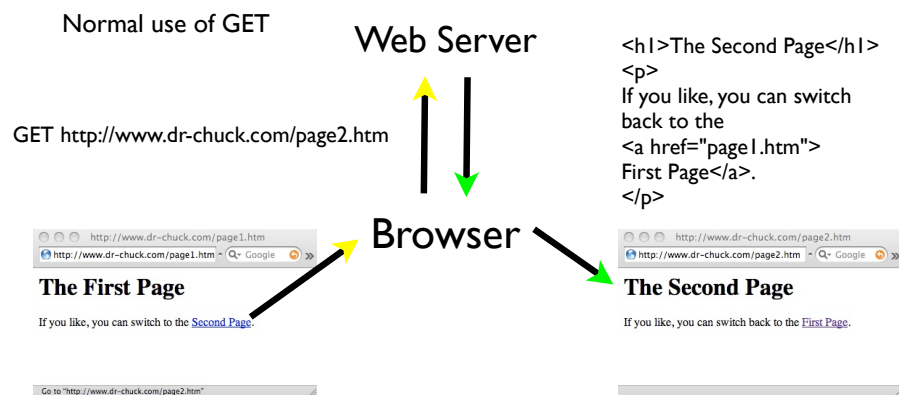 Normal use of GET
Web Server
<h1>The Second Page</h1>
<p>
If you like, you can switch
back to the
<a href="page1.htm">
First Page</a>.
</p>
GET http://www.dr-chuck.com/page2.htm
Browser
http://www.dr-chuck.com/page1.htm
http://www.dr-chuck.com/page1.htm Google »
The First Page
If you like, you can switch to the Second Page.
Go to "http://www.dr-chuck.com/page2.htm"
http://www.dr-chuck.com/page2.htm
http://www.dr-chuck.com/page2.htm Google »
The Second Page
If you like, you can switch back to the First Page.